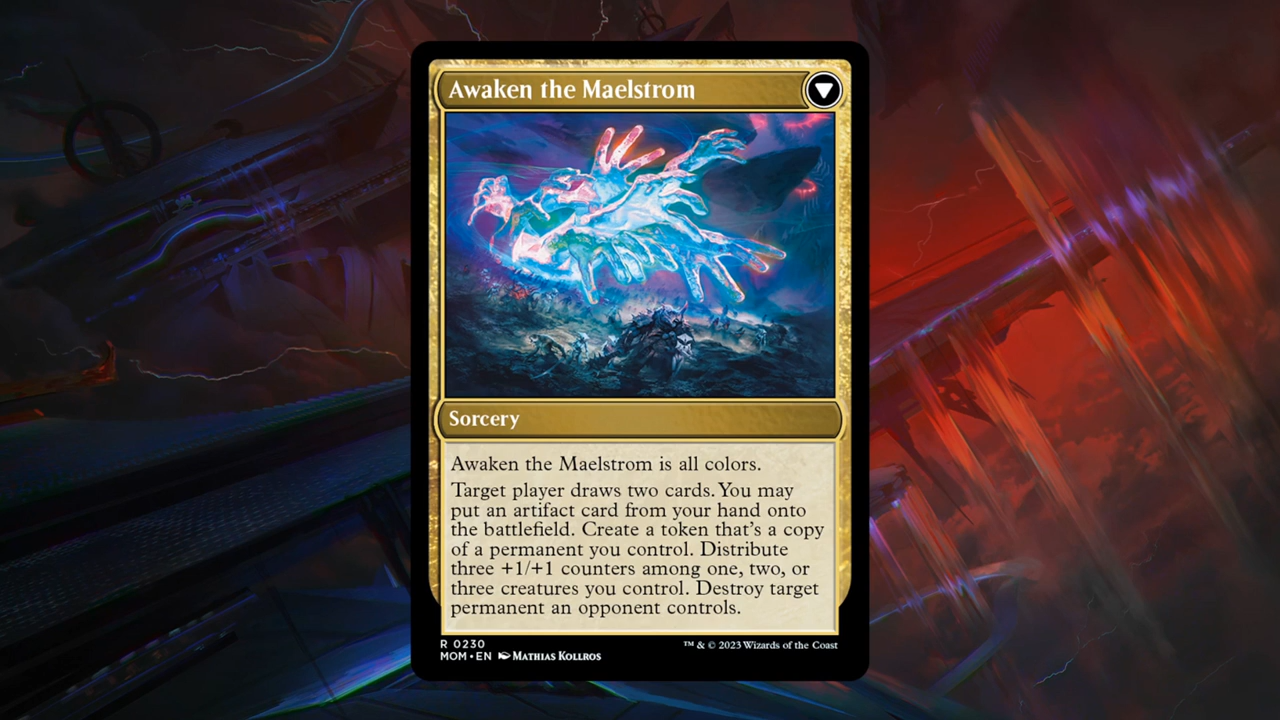 Awaken the Maelstrom
Sorcery
Awaken the Maelstrom is all colors.
Target player draws two cards. You may
put an artifact card from your hand onto
the battlefield. Create a token that's a copy
of a permanent you control. Distribute
three +1/+1 counters among one, two, or
three creatures you control. Destroy target
permanent an opponent controls.
R 0230
MOM • EN Mathias Kollros
™ & © 2023 Wizards of the Coast